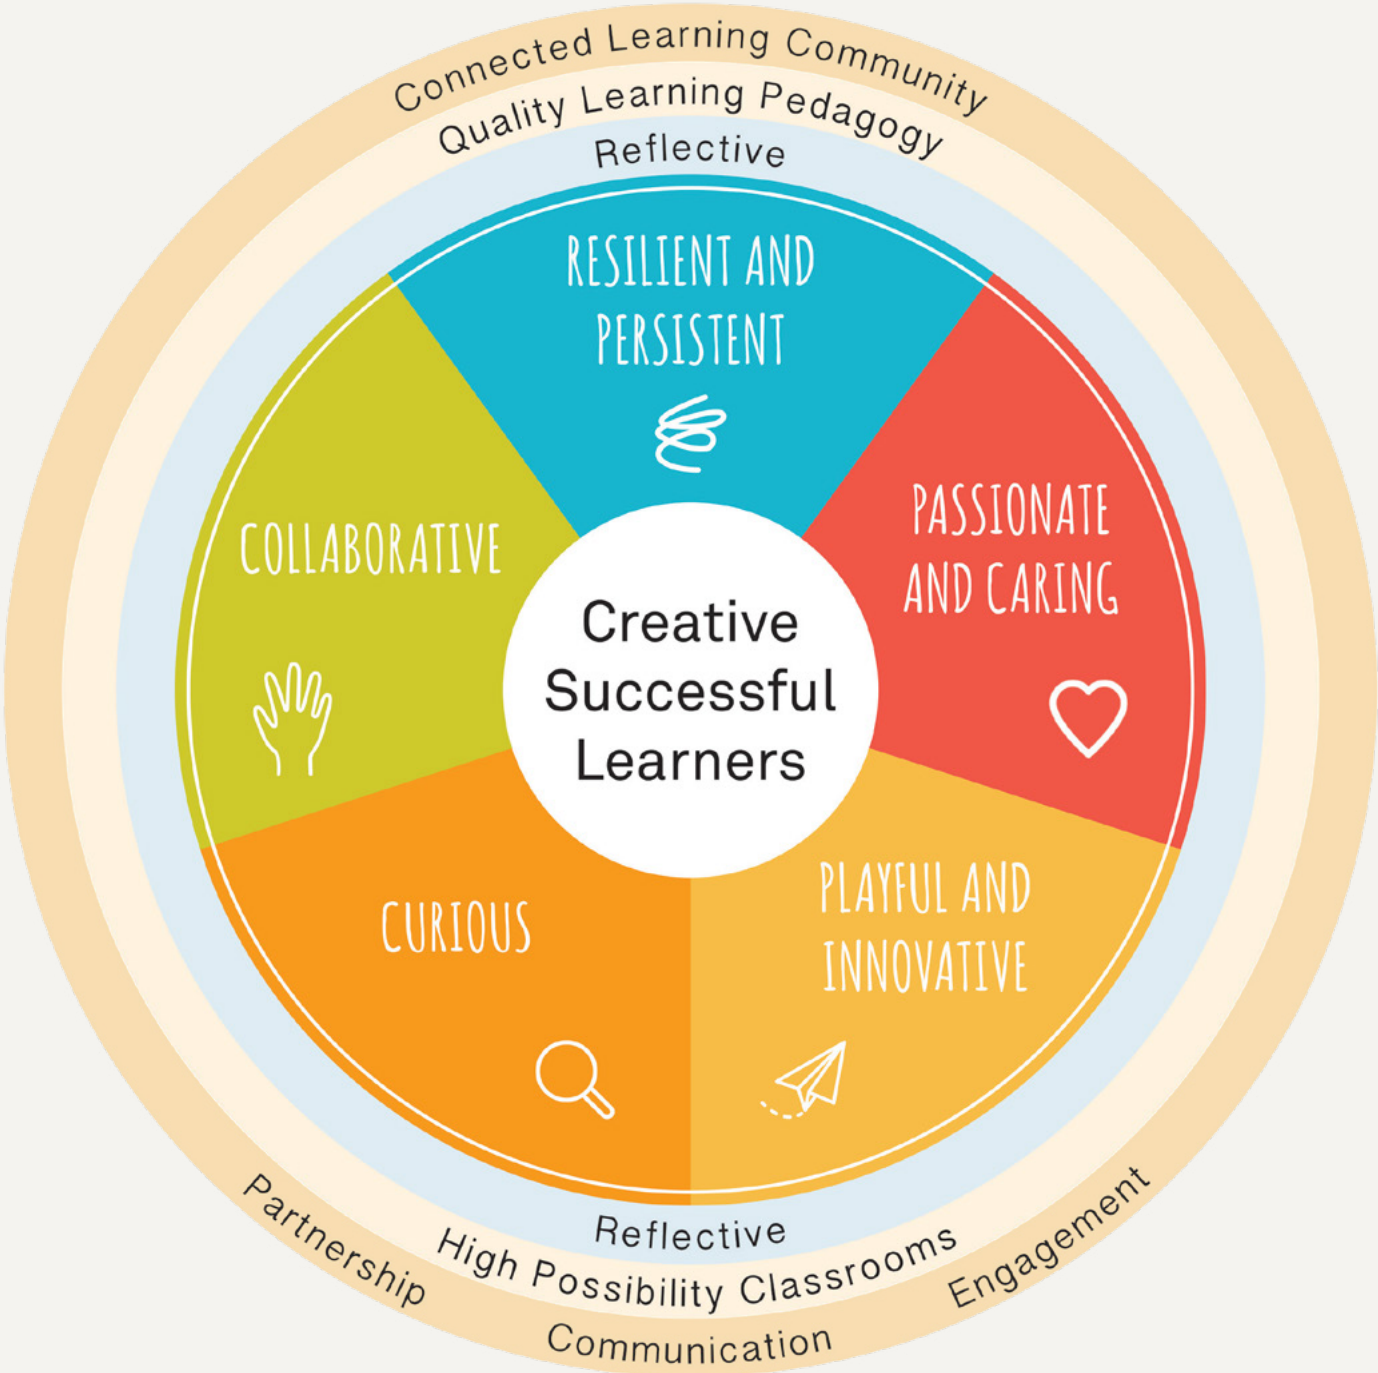 Connected Learning Community
Quality Learning Pedagogy
Reflective
RESILIENT AND
PERSISTENT
PASSIONATE
AND CARING
COLLABORATIVE
Creative
Successful
Learners
PLAYFUL AND
INNOVATIVE
CURIOUS
Reflective
High Possibility Classrooms
Partnership
Communication
Engagement